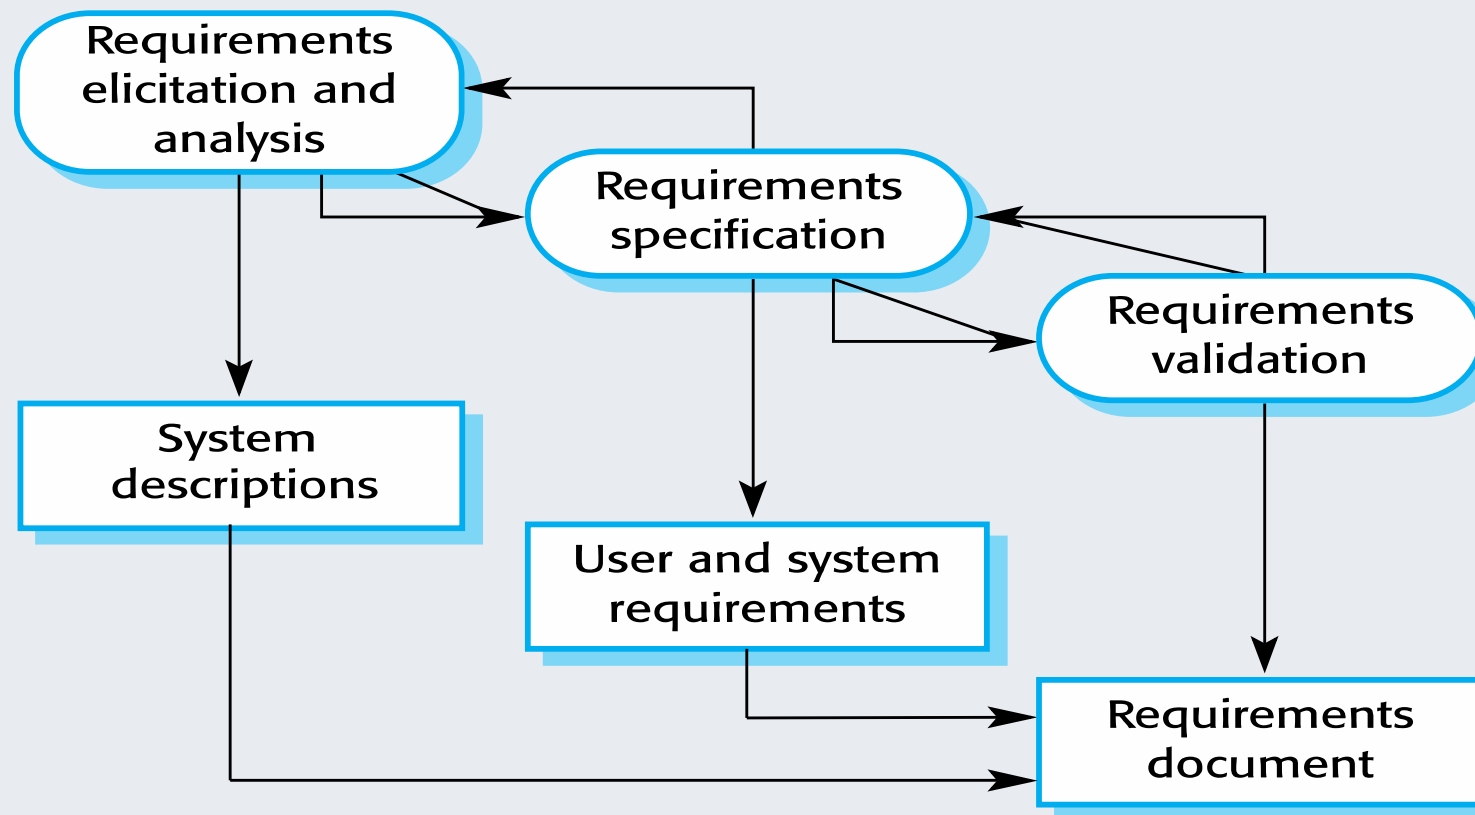 Requirements
elicitation and
analysis
Requirements
specification
Requirements
validation
System
descriptions
User and system
requirements
Requirements
document